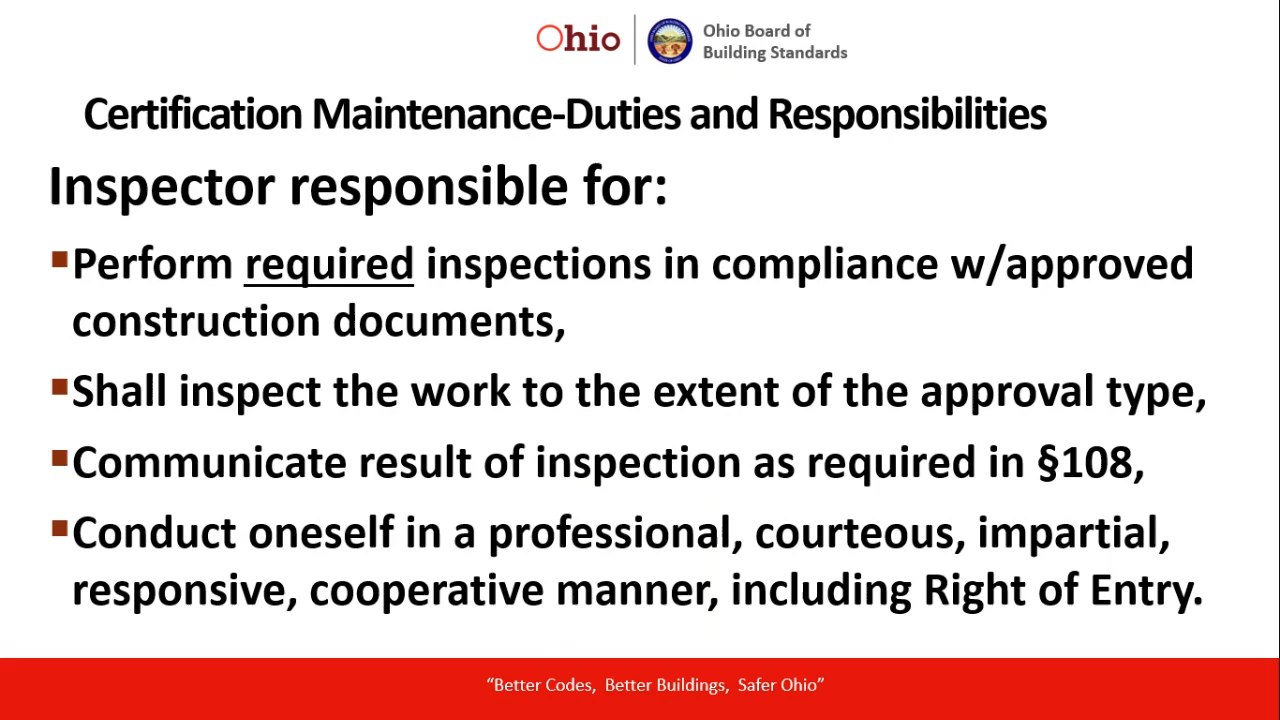 Ohio
Ohio Board of
Building Standards
Certification Maintenance-Duties and Responsibilities
Inspector responsible for:
▪Perform required inspections in compliance w/approved
construction documents,
▪Shall inspect the work to the extent of the approval type,
▪Communicate result of inspection as required in §108,
▪Conduct oneself in a professional, courteous, impartial,
responsive, cooperative manner, including Right of Entry.
“Better Codes, Better Buildings, Safer Ohio”